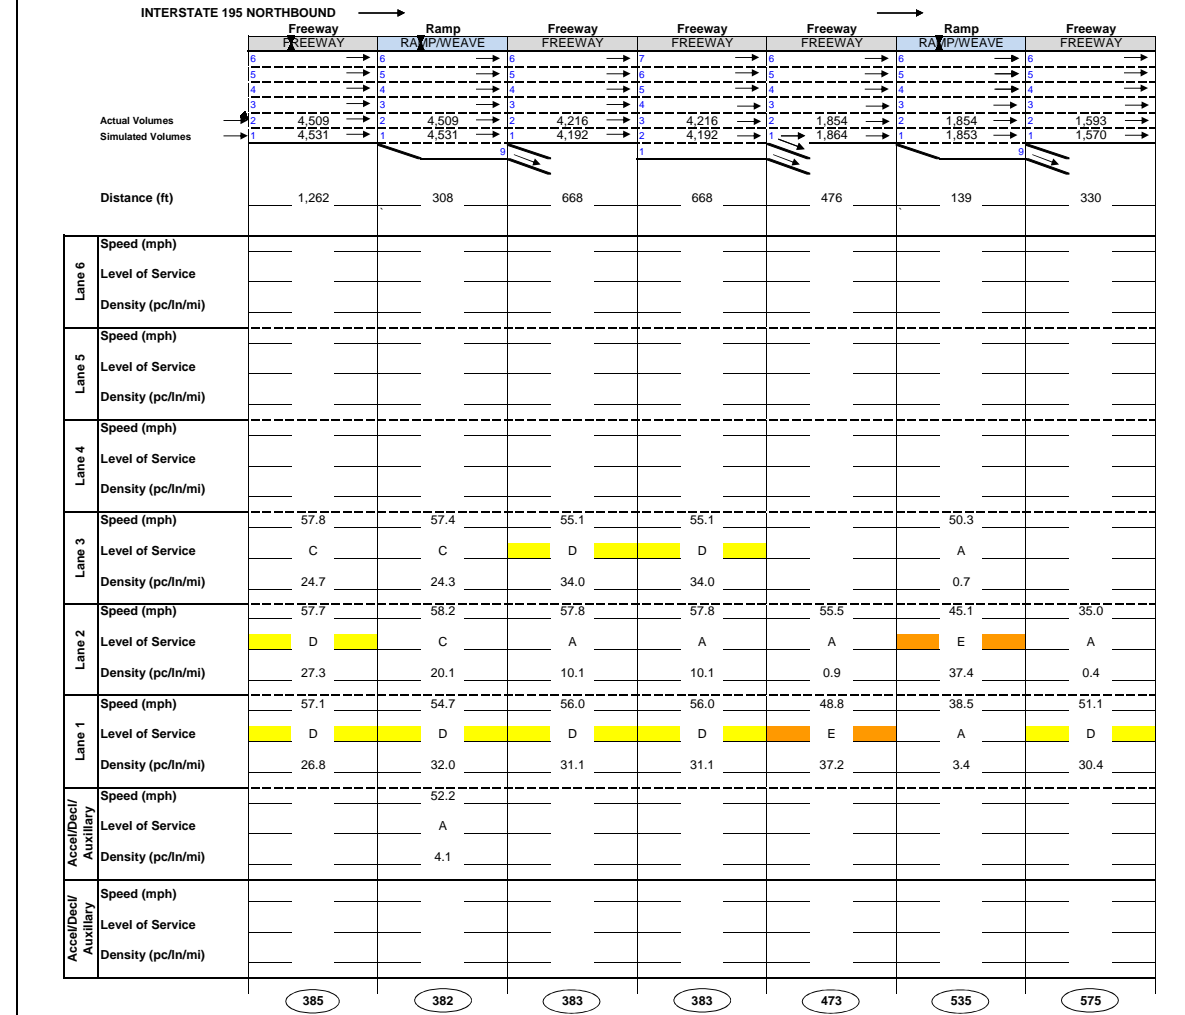 INTERSTATE 195 NORTHBOUND
Freeway Ramp Freeway Freeway Freeway Ramp Freeway
FREEWAY RAMP/WEAVE FREEWAY FREEWAY FREEWAY RAMP/WEAVE FREEWAY
6 6 6 7 6 6 6
5 5 5 6 5 5 5
4 4 4 5 4 4 4
3 3 3 4 3 3 3
Actual Volumes 2 4,509 2 4,509 2 4,216 3 4,216 2 1,854 2 1,854 2 1,593
Simulated Volumes 1 4,531 1 4,531 1 4,192 2 4,192 1 1,864 1 1,853 1 1,570
9 1 9
Distance (ft) 1,262 308 668 668 476 139 330
Lane 6
Speed (mph)
Level of Service
Density (pc/ln/mi)
Lane 5
Speed (mph)
Level of Service
Density (pc/ln/mi)
Lane 4
Speed (mph)
Level of Service
Density (pc/ln/mi)
Lane 3
Speed (mph) 57.8 57.4 55.1 55.1 50.3
Level of Service C C D D A
Density (pc/ln/mi) 24.7 24.3 34.0 34.0 0.7
Lane 2
Speed (mph) 57.7 58.2 57.8 57.8 55.5 45.1 35.0
Level of Service D C A A A E A
Density (pc/ln/mi) 27.3 20.1 10.1 10.1 0.9 37.4 0.4
Lane 1
Speed (mph) 57.1 54.7 56.0 56.0 48.8 38.5 51.1
Level of Service D D D D E A D
Density (pc/ln/mi) 26.8 32.0 31.1 31.1 37.2 3.4 30.4
Accel/Decl/
Auxillary
Speed (mph) 52.2
Level of Service A
Density (pc/ln/mi) 4.1
Accel/Decl/
Auxillary
Speed (mph)
Level of Service
Density (pc/ln/mi)
385 382 383 383 473 535 575